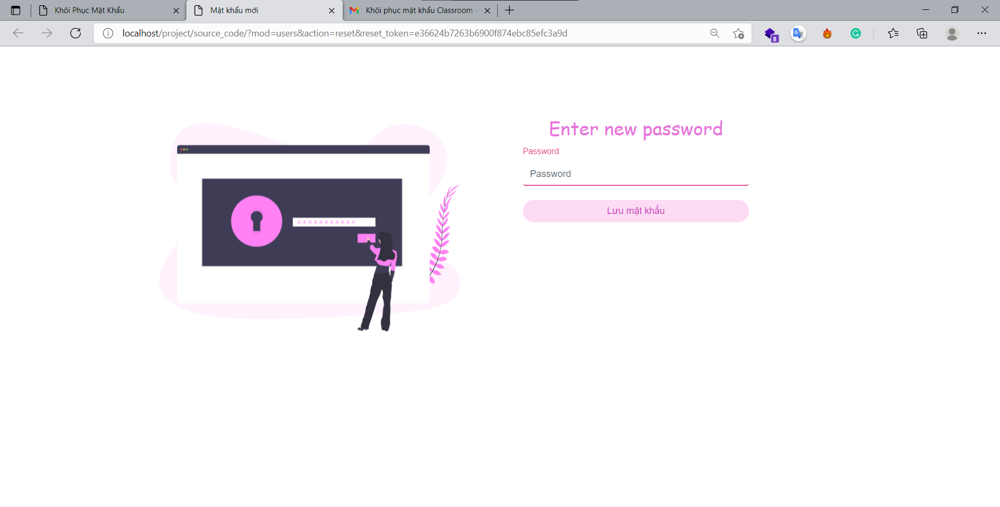 Khôi Phục Mật Khẩu
Mật khẩu mới
Khôi phục mật khẩu Classroom -
localhost/project/source_code/?mod=users&action=reset&reset_token=e36624b7263b6900f874ebc85efc3a9d
8
Enter new password
Password
Password
***********
Lưu mật khẩu